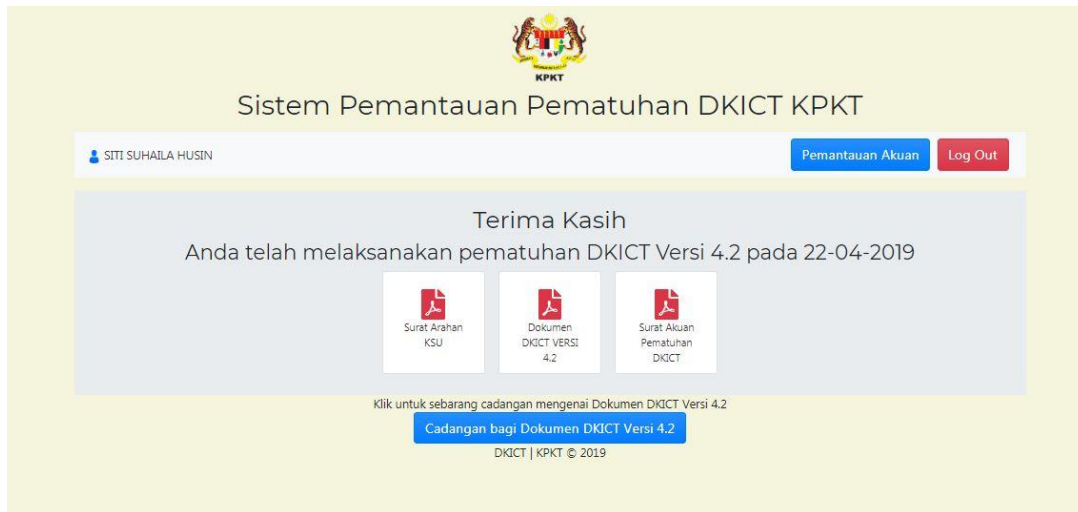 KPKT
Sistem Pemantauan Pematuhan DKICT KPKT
SITI SUHAILA HUSIN
Pemantauan Akuan
Log Out
Terima Kasih
Anda telah melaksanakan pematuhan DKICT Versi 4.2 pada 22-04-2019
Surat Arahan
KSU
Dokumen
DKICT VERSI
4.2
Surat Akuan
Pematuhan
DKICT
Klik untuk sebarang cadangan mengenai Dokumen DKICT Versi 4.2
Cadangan bagi Dokumen DKICT Versi 4.2
DKICT | KPKT © 2019